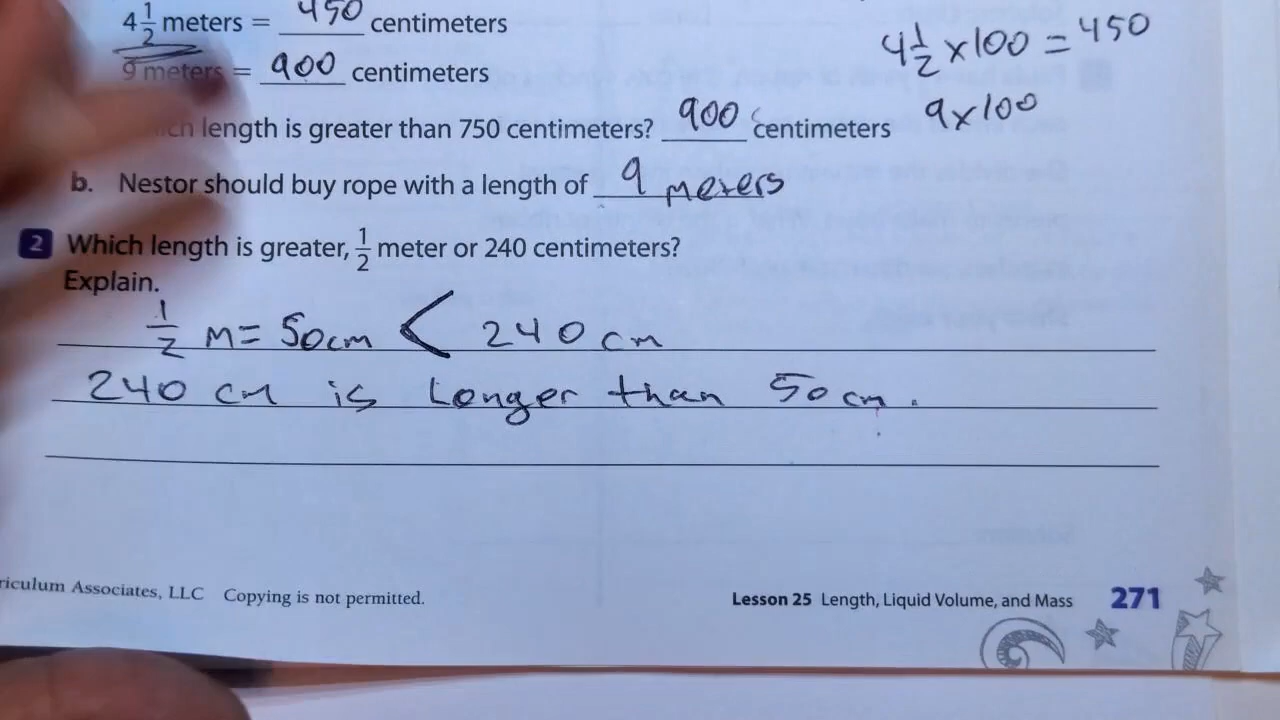 4 1/2 meters = 450 centimeters
4 1/2 x 100 = 450
9 meters = 900 centimeters
9 x 100
length is greater than 750 centimeters? 900 centimeters
b. Nestor should buy rope with a length of 9 meters
2 Which length is greater, 1/2 meter or 240 centimeters?
Explain.
1/2 m = 50cm < 240 cm
240 cm is Longer than 50 cm.
Associates, LLC Copying is not permitted.
Lesson 25 Length, Liquid Volume, and Mass 271